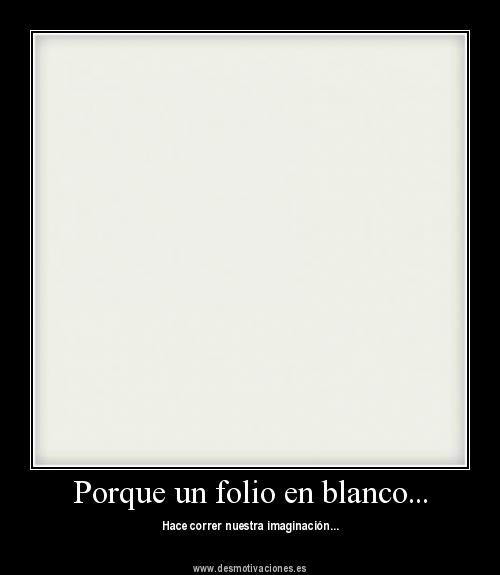 Porque un folio en blanco...
Hace correr nuestra imaginación...
www.desmotivaciones.es